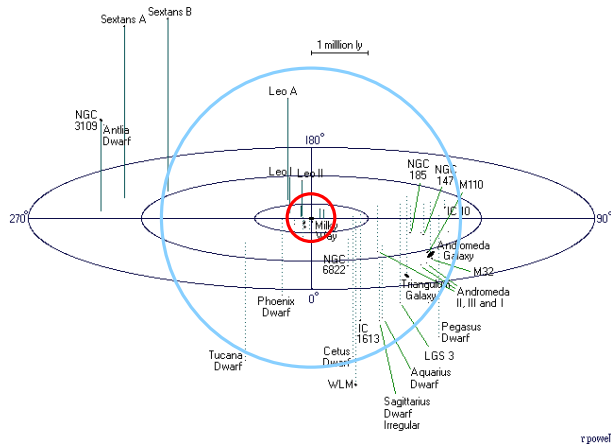 Sextans A
Sextans B
1 million ly
Leo A
NGC
3109
Antlia
Dwarf
180°
Leo I
Leo II
NGC
185
NGC
147
M110
IC 10
270°
90°
Milky
Way
NGC
6822
Andromeda
Galaxy
M32
Triangulum
Galaxy
Andromeda
II, III and I
0°
Phoenix
Dwarf
Pegasus
Dwarf
IC
1613
LGS 3
Tucana
Dwarf
Cetus
Dwarf
Aquarius
Dwarf
WLM
Sagittarius
Dwarf
Irregular
r powell